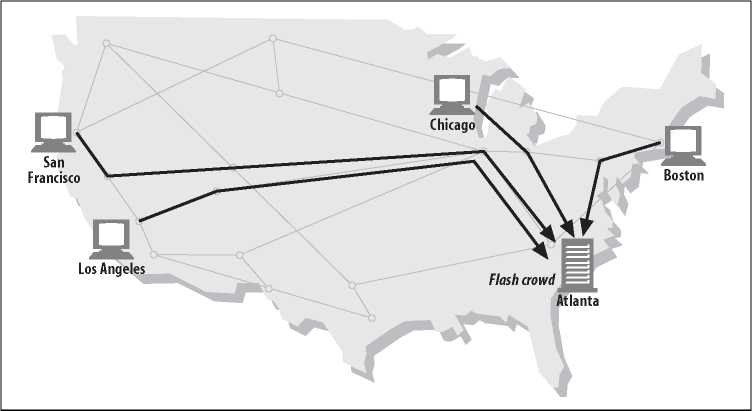 Chicago
San
Francisco
Boston
Los Angeles
Flash crowd
Atlanta